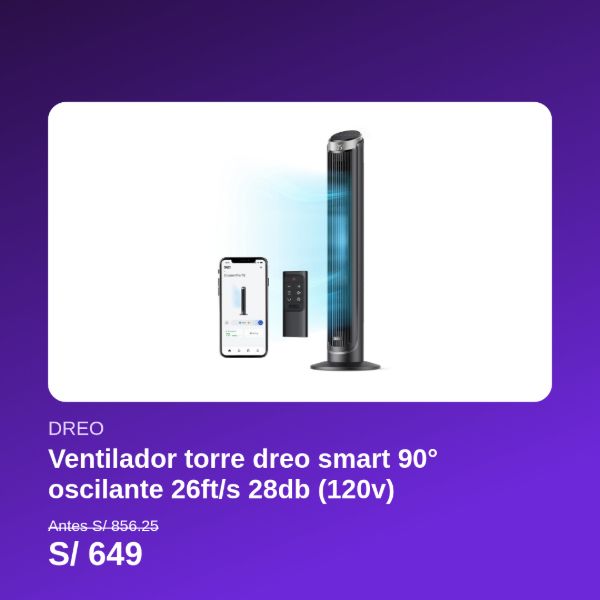 DREO
Ventilador torre dreo smart 90°
oscilante 26ft/s 28db (120v)
Antes S/ 856.25
S/ 649